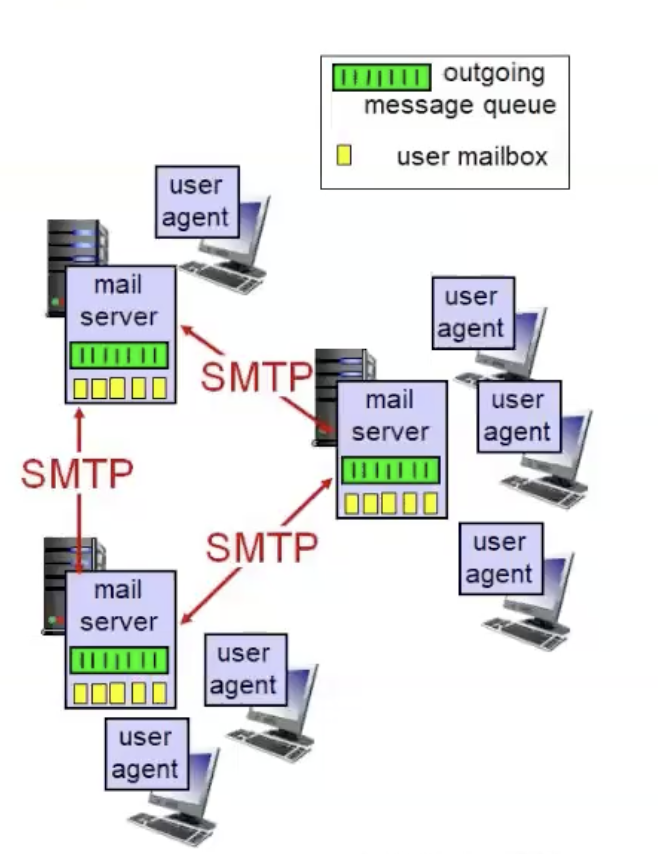 outgoing
message queue
user mailbox
user
agent
mail
server
SMTP
user
agent
mail
server
user
agent
SMTP
SMTP
user
agent
mail
server
user
agent
user
agent